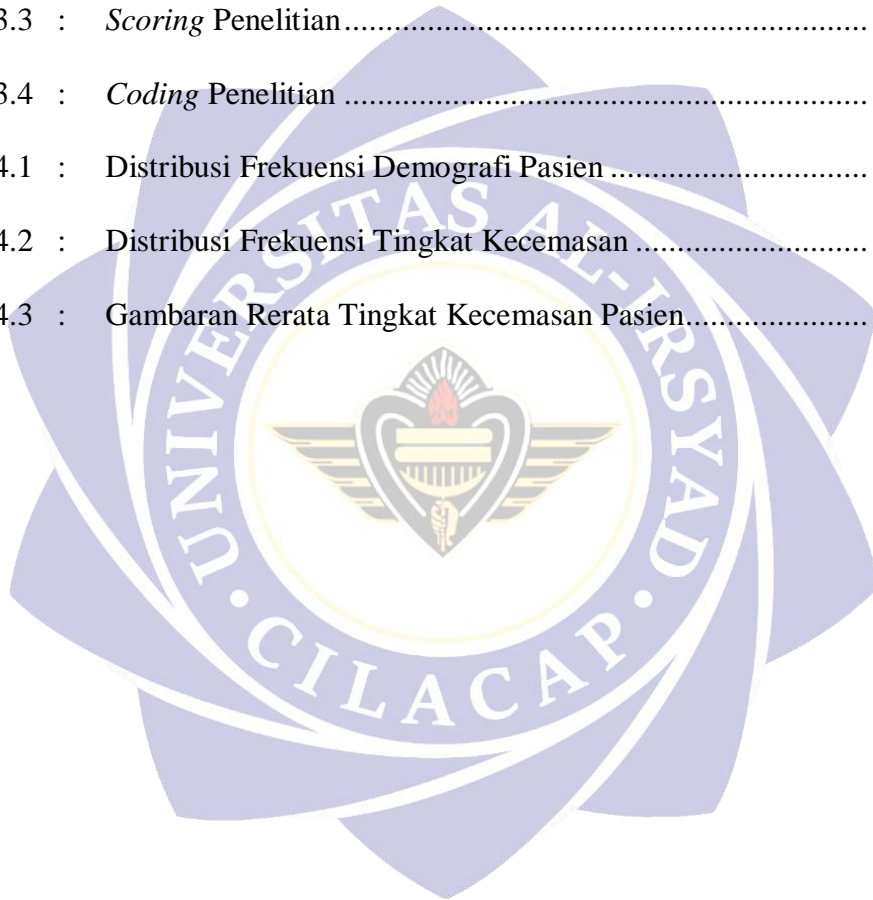 3.3 : Scoring Penelitian...............................................................
3.4 : Coding Penelitian ...............................................................
4.1 : Distribusi Frekuensi Demografi Pasien ...............................
4.2 : Distribusi Frekuensi Tingkat Kecemasan ............................
4.3 : Gambaran Rerata Tingkat Kecemasan Pasien......................
UNIVERSITAS AL-IRSYAD
• CILACAP •